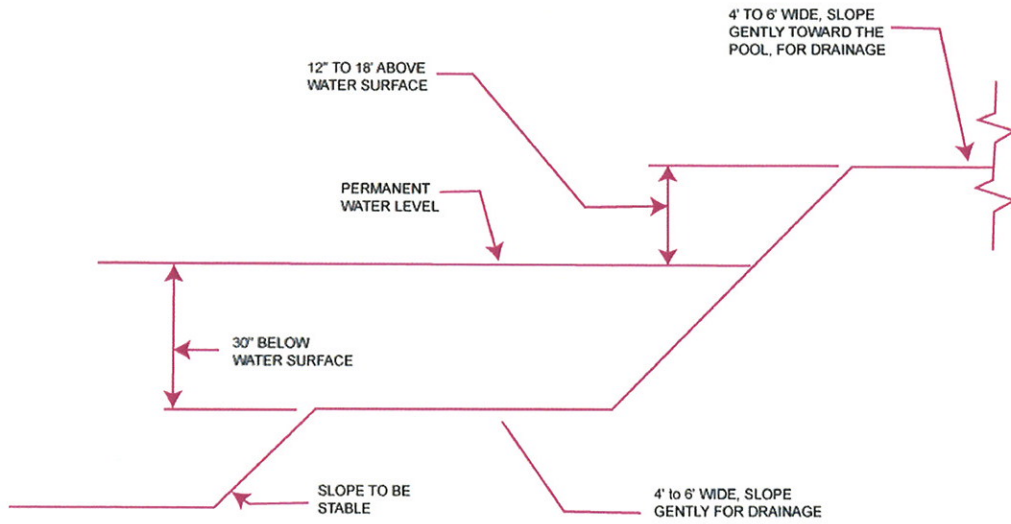 4' TO 6' WIDE, SLOPE
GENTLY TOWARD THE
POOL, FOR DRAINAGE
12" TO 18' ABOVE
WATER SURFACE
PERMANENT
WATER LEVEL
30" BELOW
WATER SURFACE
SLOPE TO BE
STABLE
4' to 6' WIDE, SLOPE
GENTLY FOR DRAINAGE